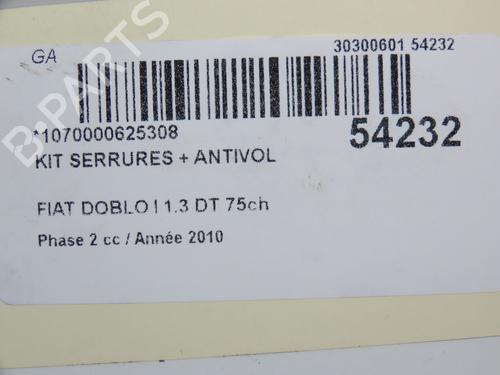 GA
30300601 54232
*1070000625308
54232
KIT SERRURES + ANTIVOL
FIAT DOBLO I 1.3 DT 75ch
Phase 2 cc / Année 2010
B-PARTS